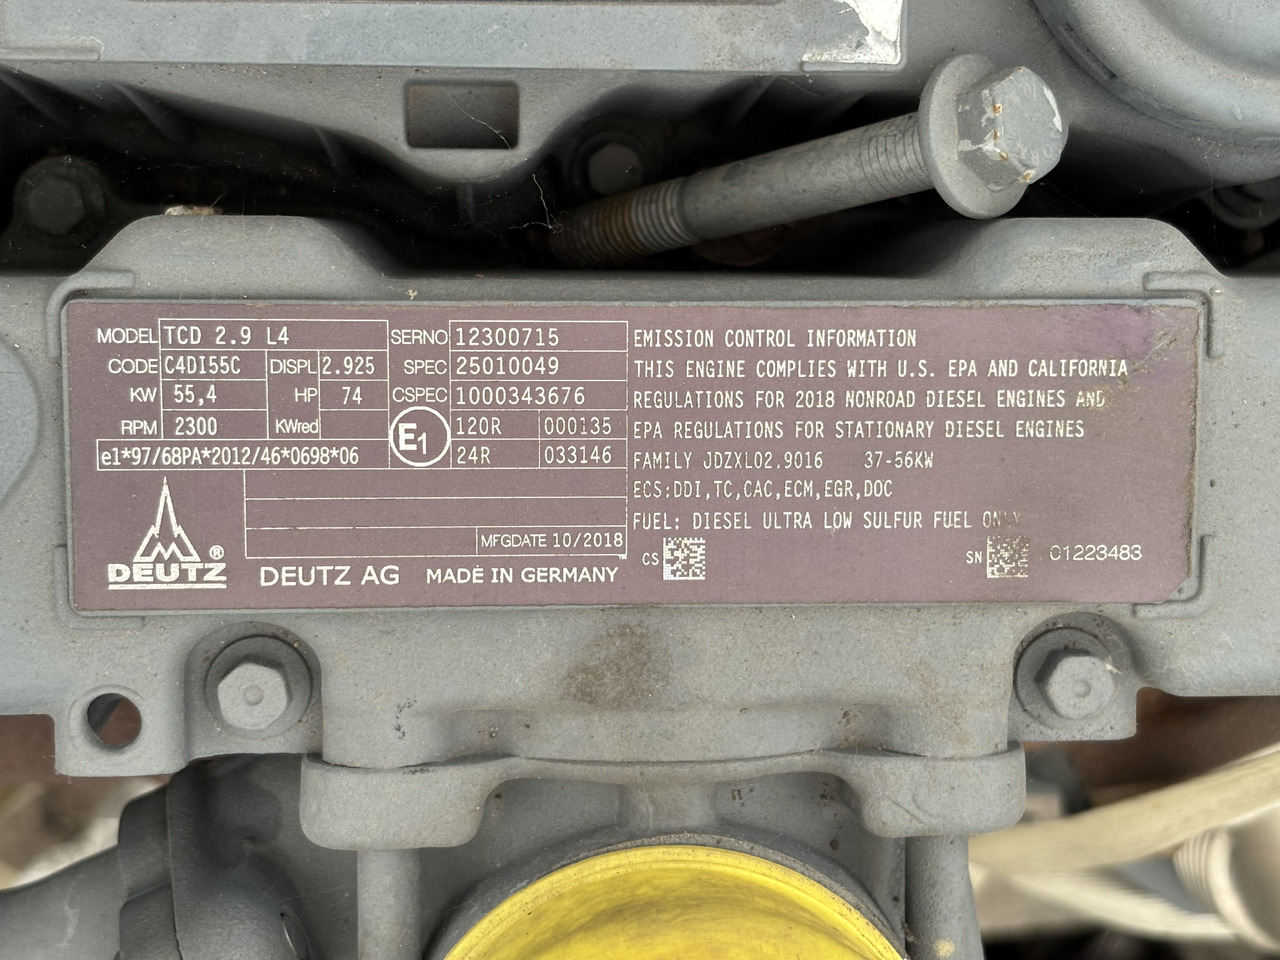 MODEL TCD 2.9 L4 SERNO 12300715
CODE C4DI55C DISPL 2.925 SPEC 25010049
KW 55,4 HP 74 CSPEC 1000343676
RPM 2300 KWred E1 120R 000135
e1*97/68PA*2012/46*0698*06 24R 033146
MFGDATE 10/2018
DEUTZ®
DEUTZ AG MADE IN GERMANY
EMISSION CONTROL INFORMATION
THIS ENGINE COMPLIES WITH U.S. EPA AND CALIFORNIA
REGULATIONS FOR 2018 NONROAD DIESEL ENGINES AND
EPA REGULATIONS FOR STATIONARY DIESEL ENGINES
FAMILY JDZXL02.9016 37-56KW
ECS:DDI,TC,CAC,ECM,EGR,DOC
FUEL: DIESEL ULTRA LOW SULFUR FUEL ONLY
CS SN 01223483